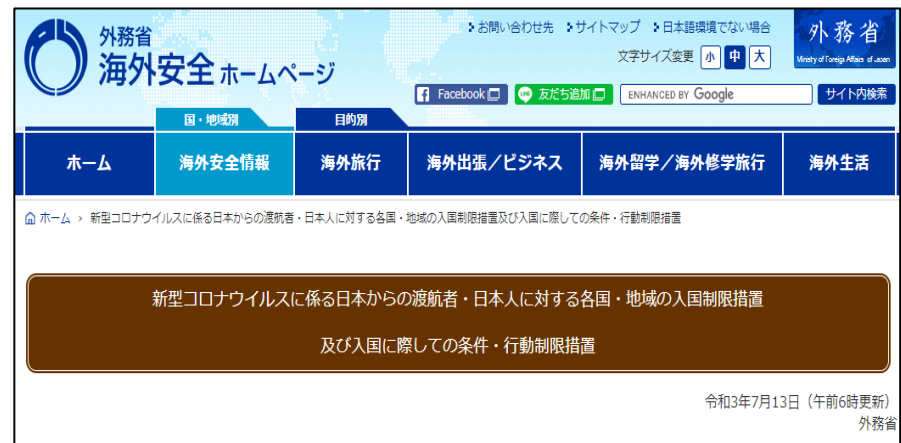 外務省
海外安全 ホームページ
お問い合わせ先 サイトマップ 日本語環境でない場合
文字サイズ変更 小 中 大
外務省
Ministry of Foreign Affairs of Japan
Facebook 友だち追加 ENHANCED BY Google サイト内検索
国・地域別 目的別
ホーム 海外安全情報 海外旅行 海外出張／ビジネス 海外留学／海外修学旅行 海外生活
ホーム › 新型コロナウイルスに係る日本からの渡航者・日本人に対する各国・地域の入国制限措置及び入国に際しての条件・行動制限措置
新型コロナウイルスに係る日本からの渡航者・日本人に対する各国・地域の入国制限措置
及び入国に際しての条件・行動制限措置
令和3年7月13日（午前6時更新）
外務省